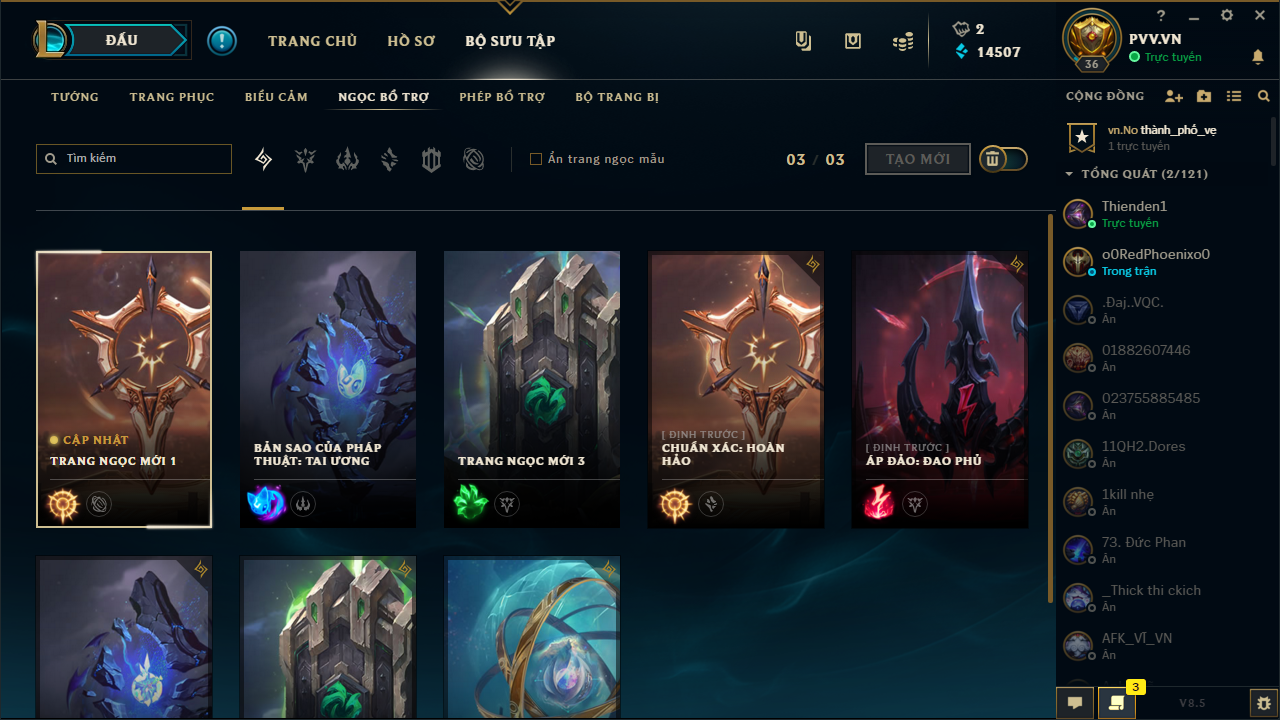 ĐẤU
TRANG CHỦ
HỒ SƠ
BỘ SƯU TẬP
2
14507
36
PVV.VN
Trực tuyến
TƯỚNG
TRANG PHỤC
BIỂU CẢM
NGỌC BỔ TRỢ
PHÉP BỔ TRỢ
BỘ TRANG BỊ
CỘNG ĐỒNG
Tìm kiếm
Ẩn trang ngọc mẫu
03 / 03
TẠO MỚI
vn.No thành_phố_vẹ
1 trực tuyến
TỔNG QUÁT (2/121)
Thienden1
Trực tuyến
o0RedPhoenixo0
Trong trận
.Đaj..VQC.
Ẩn
01882607446
Ẩn
023755885485
Ẩn
11QH2.Dores
Ẩn
1kill nhẹ
Ẩn
73. Đức Phan
Ẩn
_Thick thi ckich
Ẩn
AFK_VĨ_VN
Ẩn
CẬP NHẬT
TRANG NGỌC MỚI 1
BẢN SAO CỦA PHÁP
THUẬT: TAI ƯƠNG
TRANG NGỌC MỚI 3
[ ĐỊNH TRƯỚC ]
CHUẨN XÁC: HOÀN
HẢO
[ ĐỊNH TRƯỚC ]
ÁP ĐẢO: ĐAO PHỦ
3
V8.5